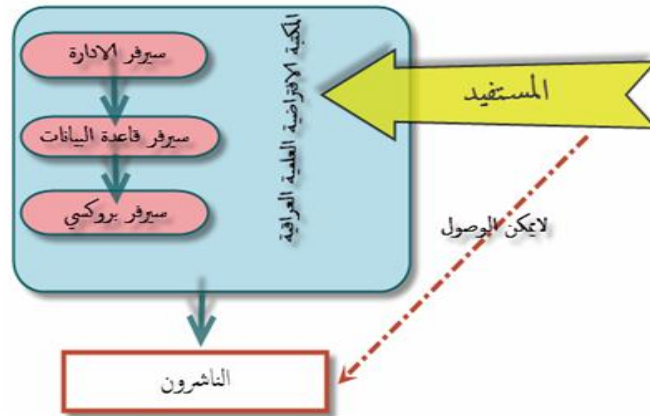 سيرفر الادارة
سيرفر قاعدة البيانات
سيرفر بروكسي
المكتبة الافتراضية العلمية العراقية
المستفيد
لايمكن الوصول
الناشرون